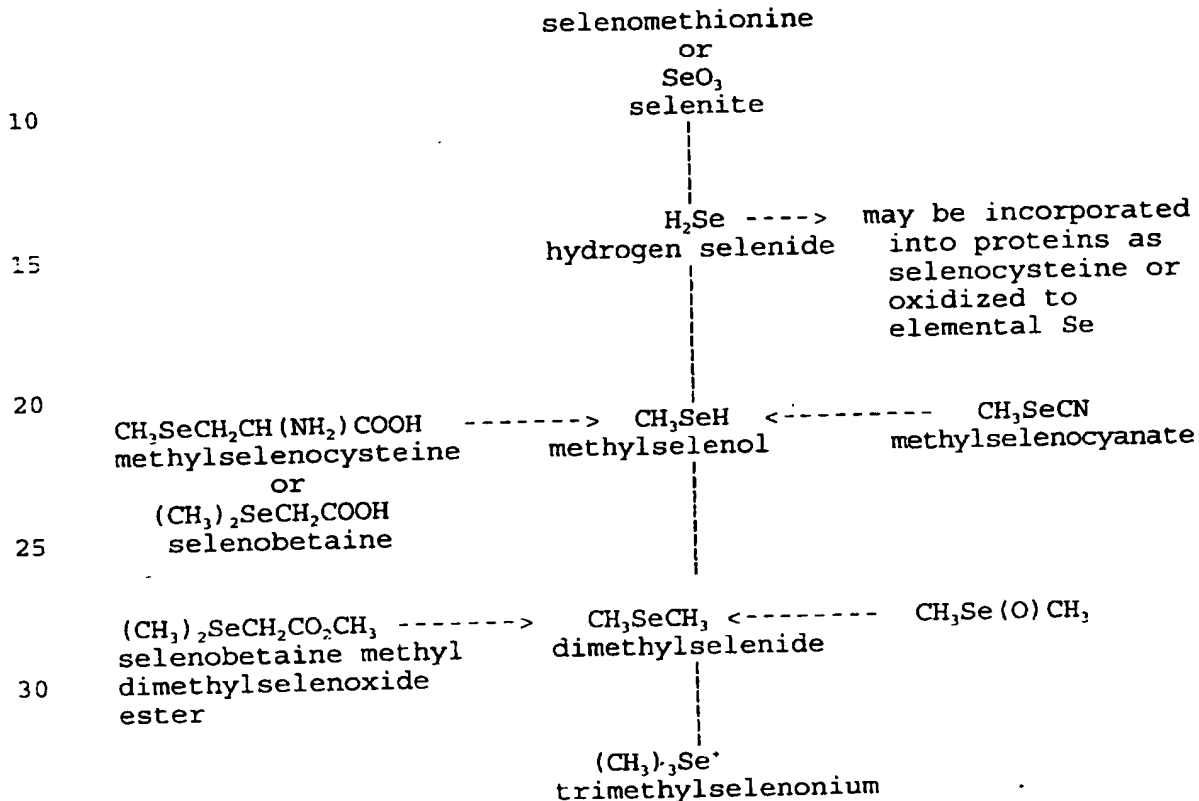 selenomethionine
or
SeO₃
selenite
10
H₂Se ----> may be incorporated
hydrogen selenide into proteins as
15
selenocysteine or
oxidized to
elemental Se
20
CH₃SeCH₂CH(NH₂)COOH -------> CH₃SeH <--------- CH₃SeCN
methylselenocysteine methylselenol methylselenocyanate
or
(CH₃)₂SeCH₂COOH
25 selenobetaine
(CH₃)₂SeCH₂CO₂CH₃ -------> CH₃SeCH₃ <-------- CH₃Se(O)CH₃
selenobetaine methyl dimethylselenide
30 dimethylselenoxide
ester
(CH₃)₃Se⁺
trimethylselenonium